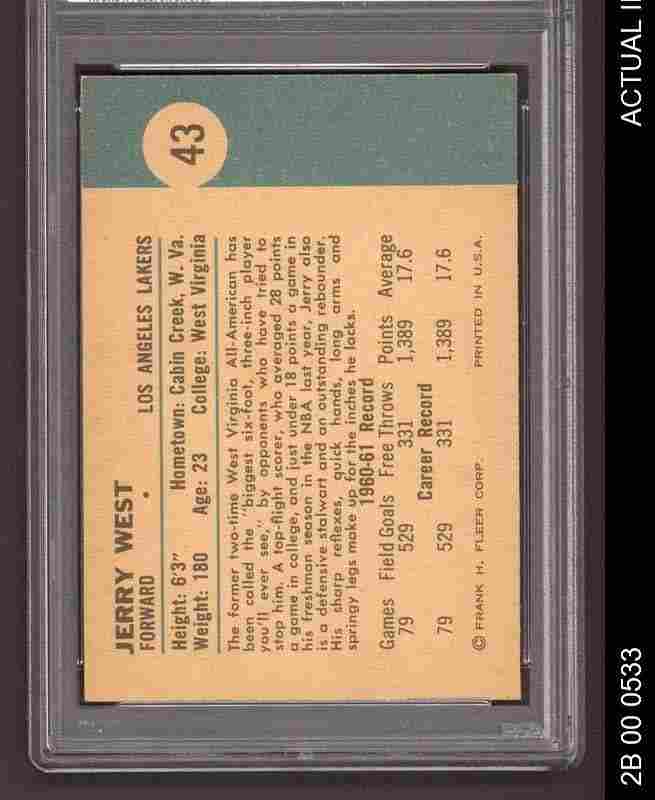 43
JERRY WEST
FORWARD • LOS ANGELES LAKERS
Height: 6'3" Hometown: Cabin Creek, W. Va.
Weight: 180 Age: 23 College: West Virginia
The former two-time West Virginia All-American has
been called the "biggest six-foot, three-inch player
you'll ever see," by opponents who have tried to
stop him. A top-flight scorer, who averaged 28 points
a game in college, and just under 18 points a game in
his freshman season in the NBA last year, Jerry also
is a defensive stalwart and an outstanding rebounder.
His sharp reflexes, quick hands, long arms and
springy legs make up for the inches he lacks.
1960-61 Record
Games Field Goals Free Throws Points Average
79 529 331 1,389 17.6
Career Record
79 529 331 1,389 17.6
© FRANK H. FLEER CORP. PRINTED IN U.S.A.
2B 00 0533 ACTUAL